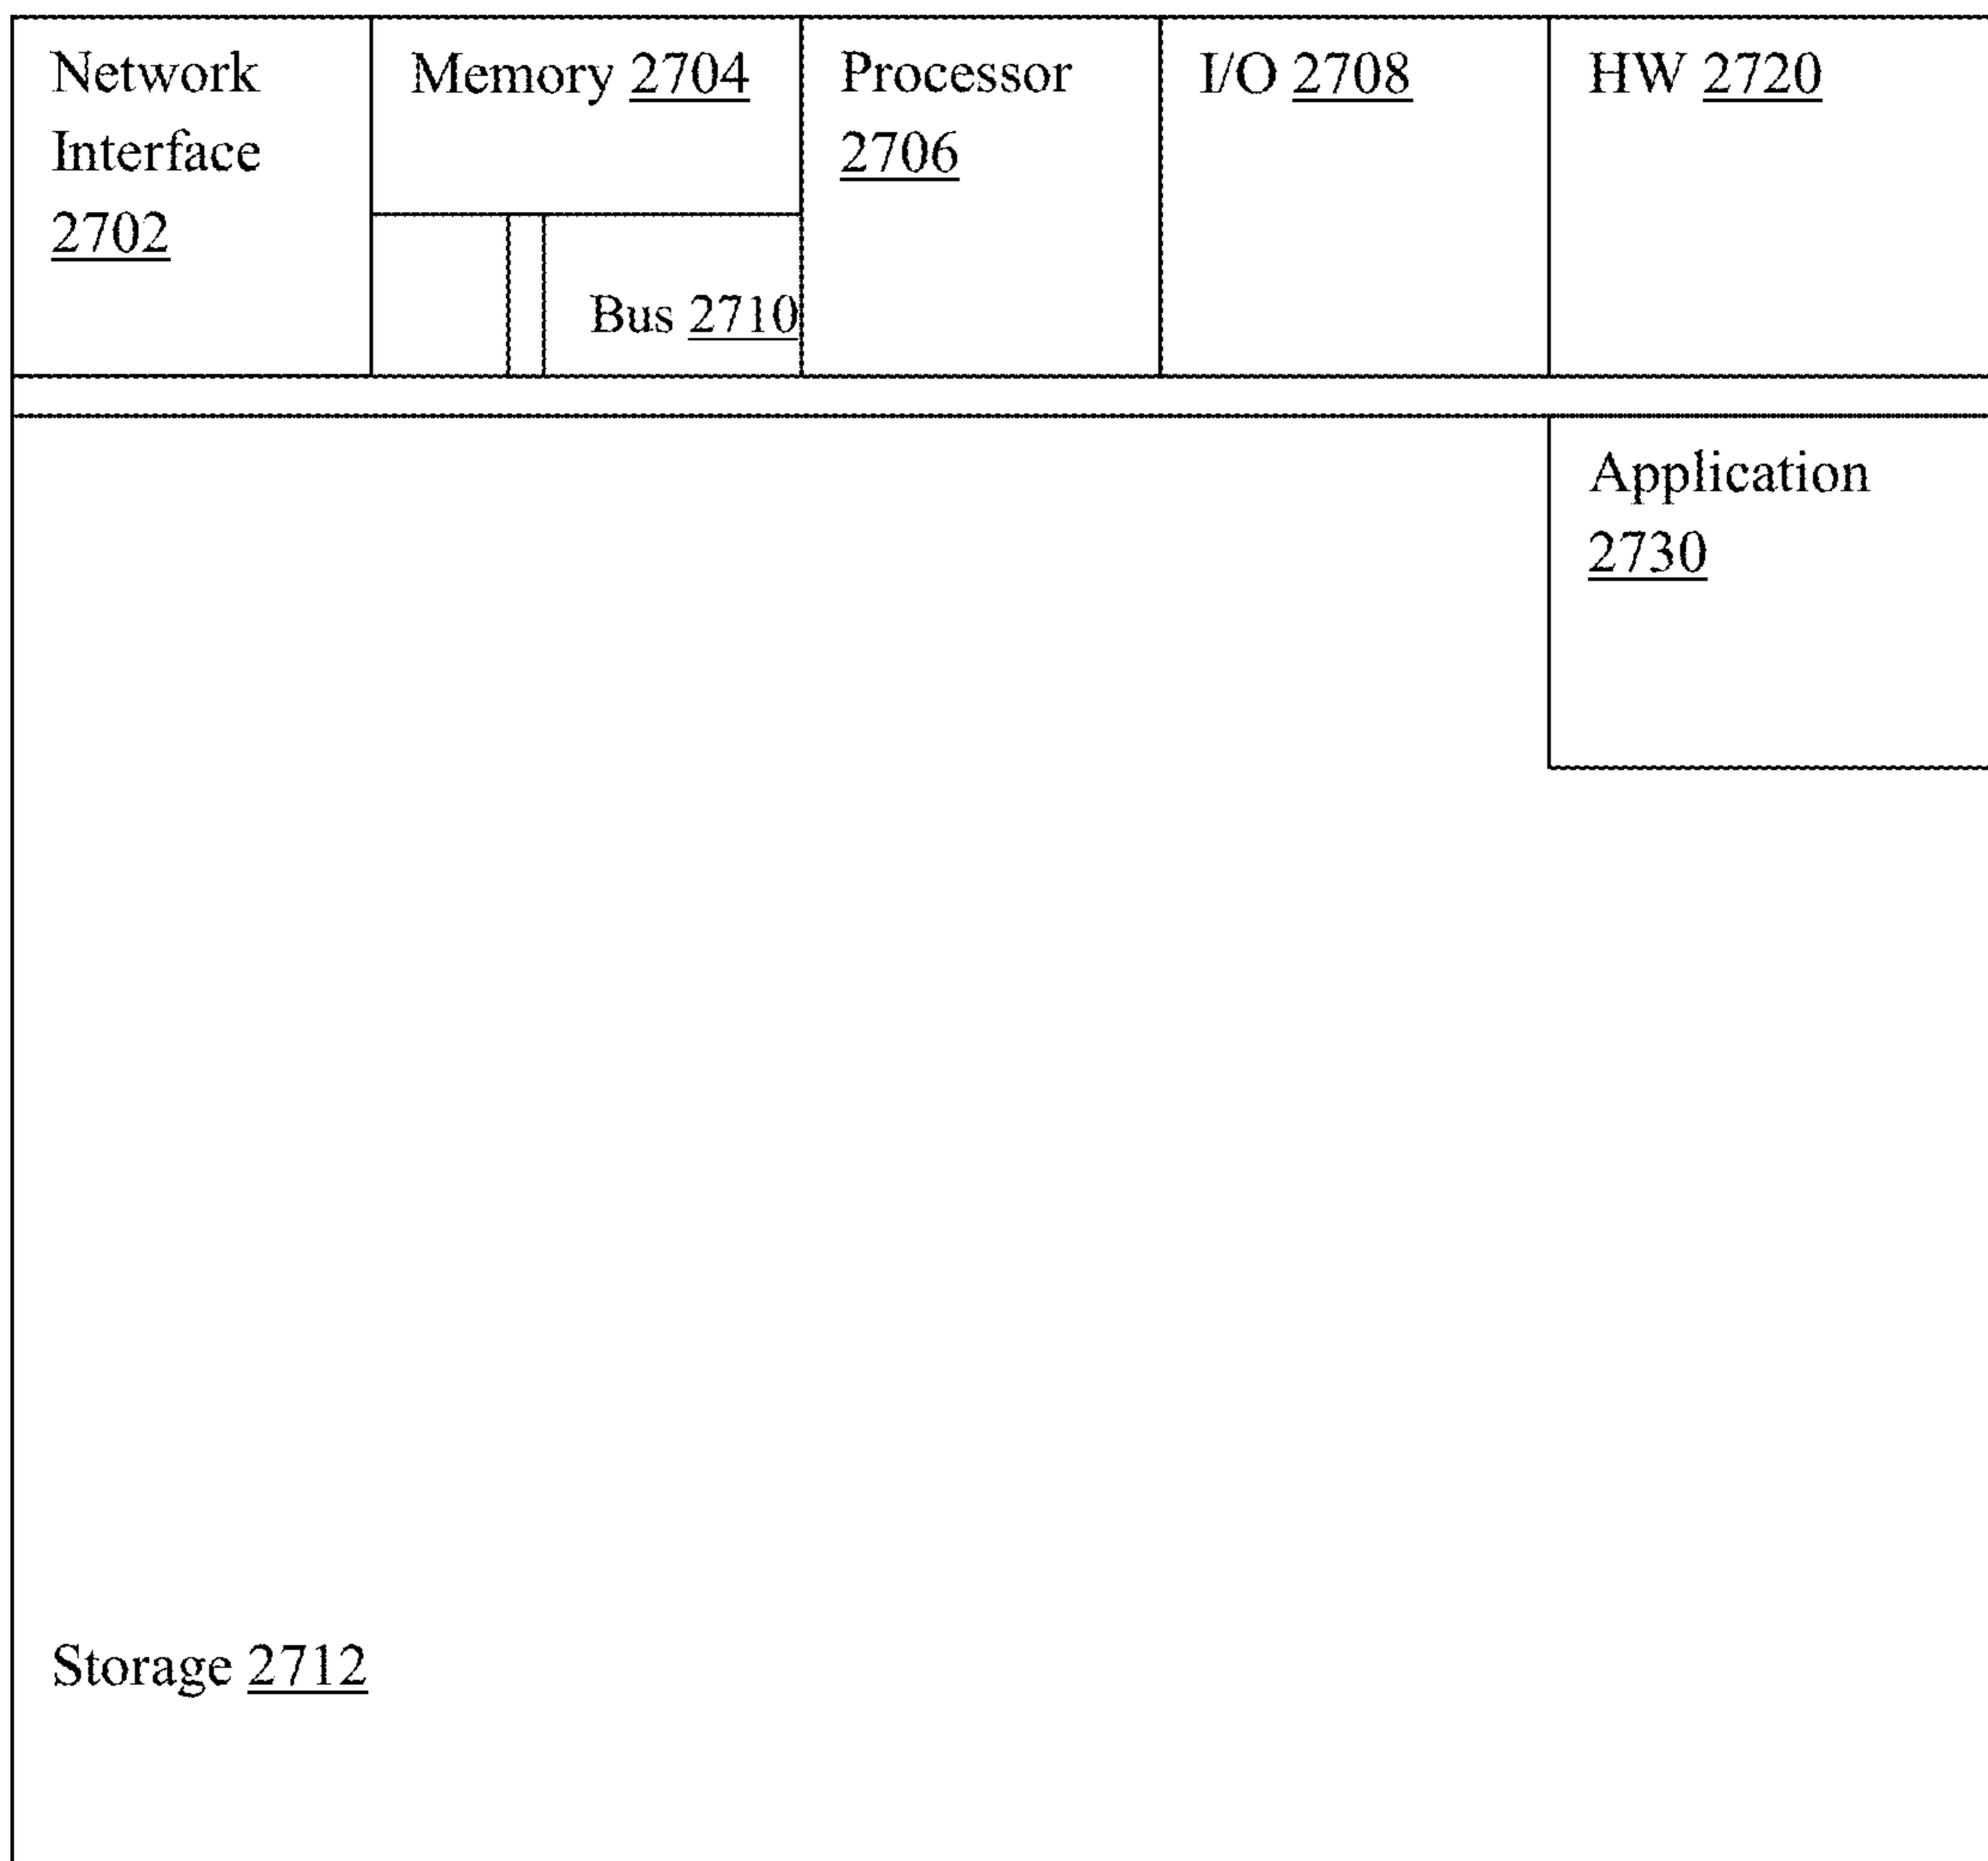 Network
Interface
2702
Memory 2704
Bus 2710
Processor
2706
I/O 2708
HW 2720
Application
2730
Storage 2712